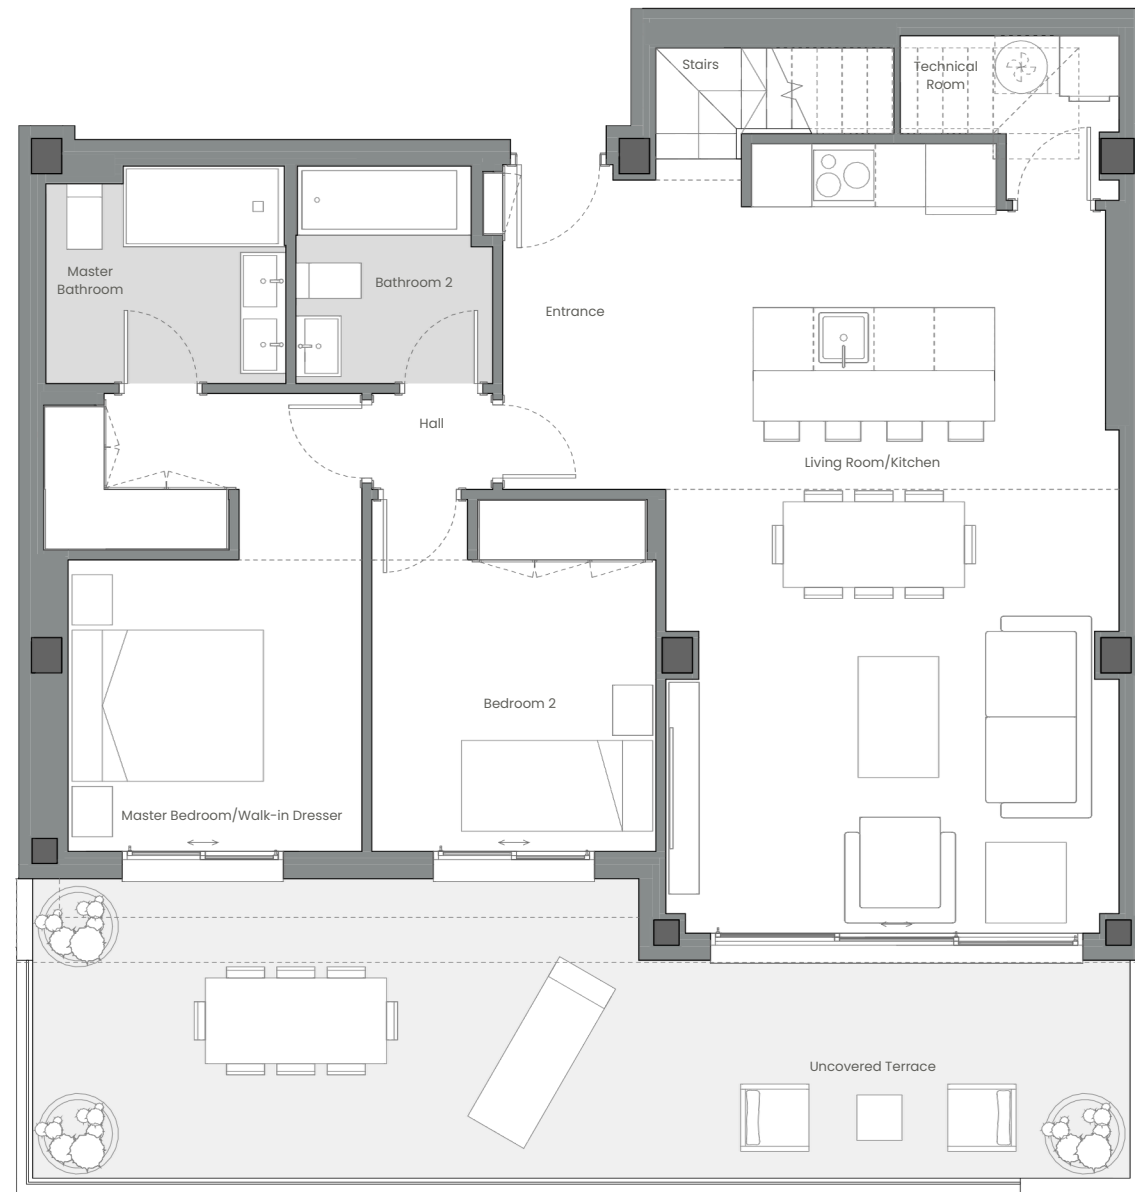 Stairs
Technical
Room
Master
Bathroom
Bathroom 2
Entrance
Hall
Living Room/Kitchen
Bedroom 2
Master Bedroom/Walk-in Dresser
Uncovered Terrace